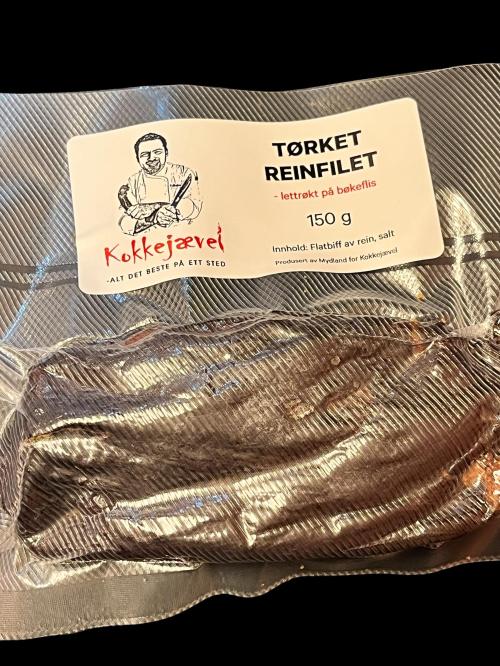 TØRKET
REINFILET
- lettrøkt på bøkeflis
150 g
Innhold: Flatbiff av rein, salt
Produsert av Mydland for Kokkejævel
Kokkejævel
-ALT DET BESTE PÅ ETT STED